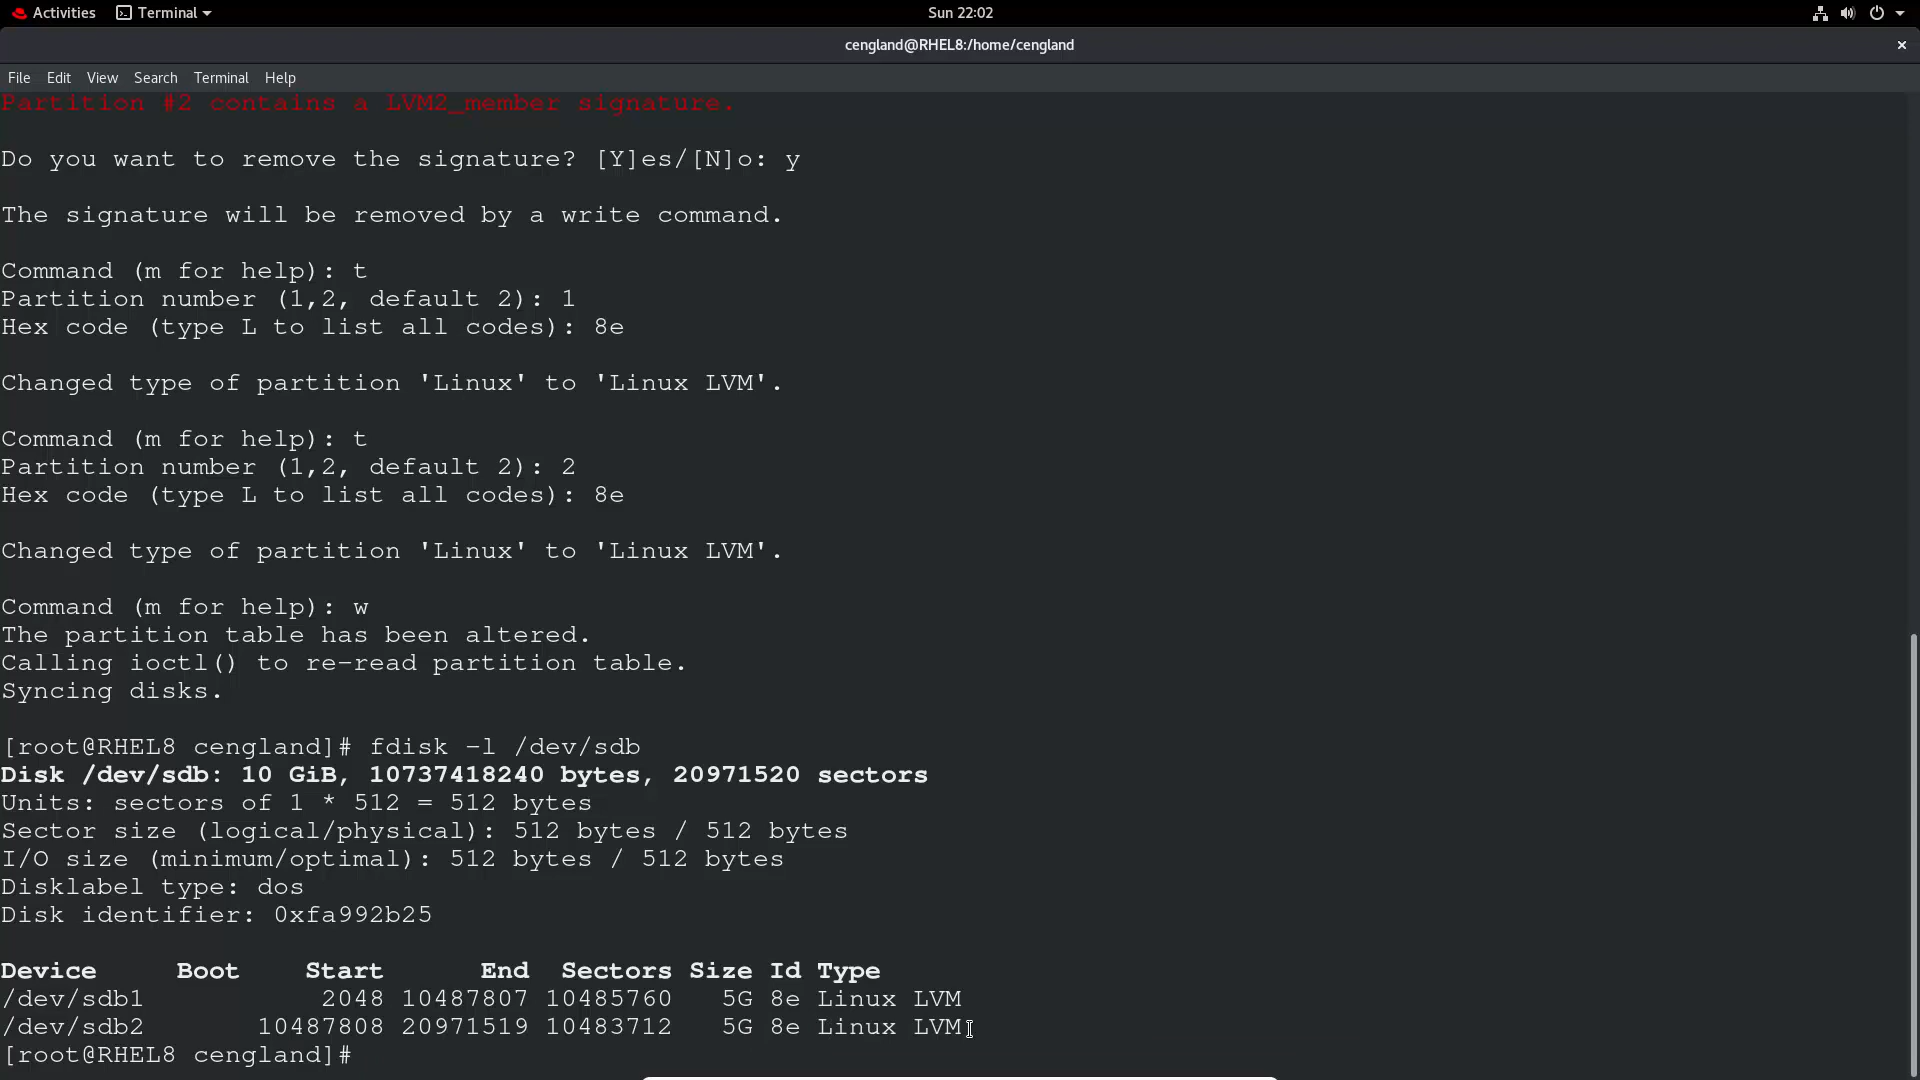 Activities Terminal Sun 22:02
cengland@RHEL8:/home/cengland
File Edit View Search Terminal Help
Partition #2 contains a LVM2_member signature.
Do you want to remove the signature? [Y]es/[N]o: y
The signature will be removed by a write command.
Command (m for help): t
Partition number (1,2, default 2): 1
Hex code (type L to list all codes): 8e
Changed type of partition 'Linux' to 'Linux LVM'.
Command (m for help): t
Partition number (1,2, default 2): 2
Hex code (type L to list all codes): 8e
Changed type of partition 'Linux' to 'Linux LVM'.
Command (m for help): w
The partition table has been altered.
Calling ioctl() to re-read partition table.
Syncing disks.
[root@RHEL8 cengland]# fdisk -l /dev/sdb
Disk /dev/sdb: 10 GiB, 10737418240 bytes, 20971520 sectors
Units: sectors of 1 * 512 = 512 bytes
Sector size (logical/physical): 512 bytes / 512 bytes
I/O size (minimum/optimal): 512 bytes / 512 bytes
Disklabel type: dos
Disk identifier: 0xfa992b25
Device Boot Start End Sectors Size Id Type
/dev/sdb1 2048 10487807 10485760 5G 8e Linux LVM
/dev/sdb2 10487808 20971519 10483712 5G 8e Linux LVM
[root@RHEL8 cengland]#